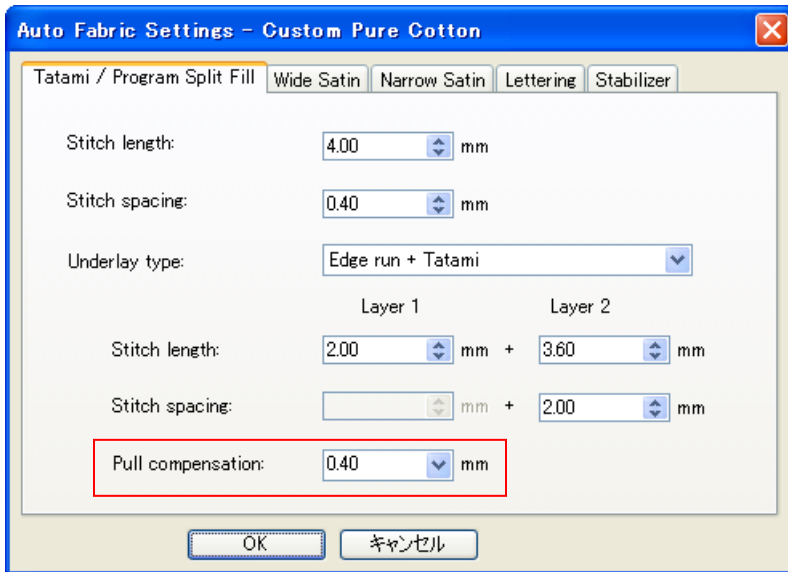 Auto Fabric Settings - Custom Pure Cotton
Tatami / Program Split Fill Wide Satin Narrow Satin Lettering Stabilizer
Stitch length: 4.00 mm
Stitch spacing: 0.40 mm
Underlay type: Edge run + Tatami
Layer 1 Layer 2
Stitch length: 2.00 mm + 3.60 mm
Stitch spacing: mm + 2.00 mm
Pull compensation: 0.40 mm
OK キャンセル